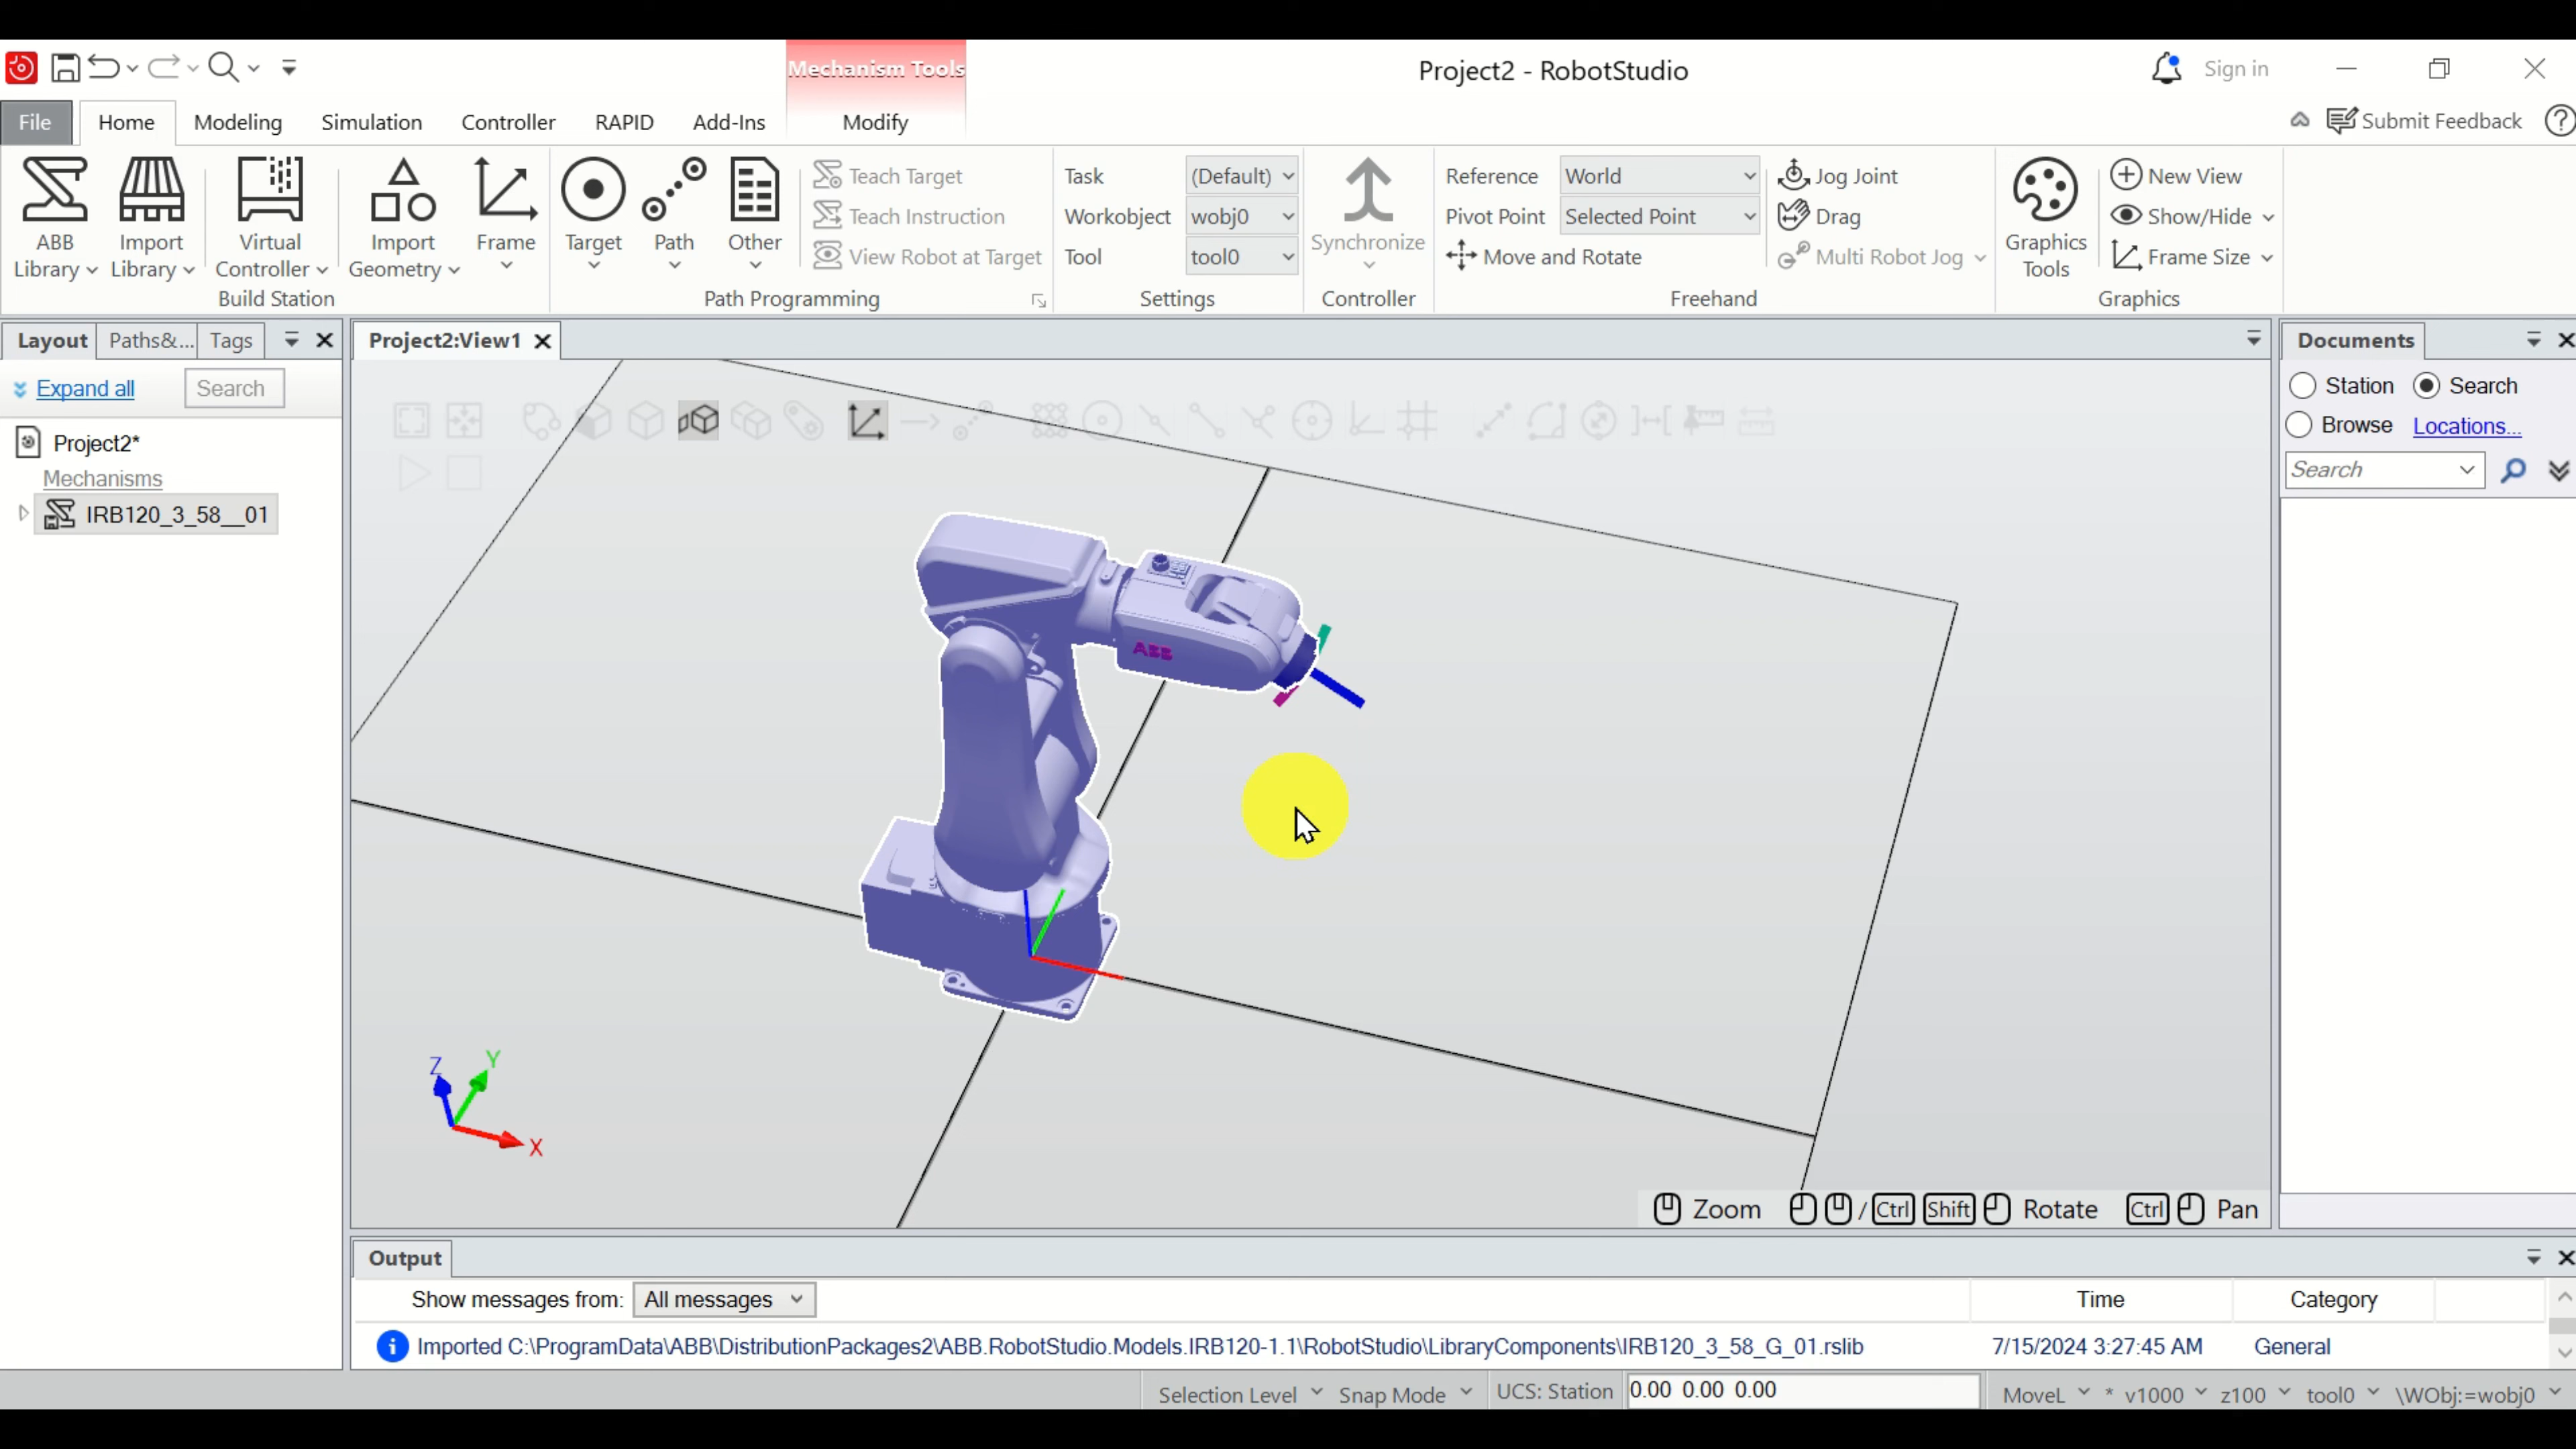 Mechanism Tools
Project2 - RobotStudio
Sign in
File Home Modeling Simulation Controller RAPID Add-Ins Modify
Submit Feedback
ABB Library
Import Library
Virtual Controller
Import Geometry
Frame
Build Station
Target
Path
Other
Teach Target
Teach Instruction
View Robot at Target
Path Programming
Task (Default)
Workobject wobj0
Tool tool0
Settings
Synchronize
Controller
Reference World
Pivot Point Selected Point
Move and Rotate
Jog Joint
Drag
Multi Robot Jog
Freehand
Graphics Tools
New View
Show/Hide
Frame Size
Graphics
Layout Paths&... Tags
Expand all Search
Project2*
Mechanisms
IRB120_3_58__01
Project2:View1
ABB
Z Y X
Zoom / Ctrl Shift Rotate Ctrl Pan
Documents
Station Search
Browse Locations...
Search
Output
Show messages from: All messages Time Category
Imported C:\ProgramData\ABB\DistributionPackages2\ABB.RobotStudio.Models.IRB120-1.1\RobotStudio\LibraryComponents\IRB120_3_58_G_01.rslib 7/15/2024 3:27:45 AM General
Selection Level Snap Mode UCS: Station 0.00 0.00 0.00 MoveL * v1000 z100 tool0 \WObj:=wobj0